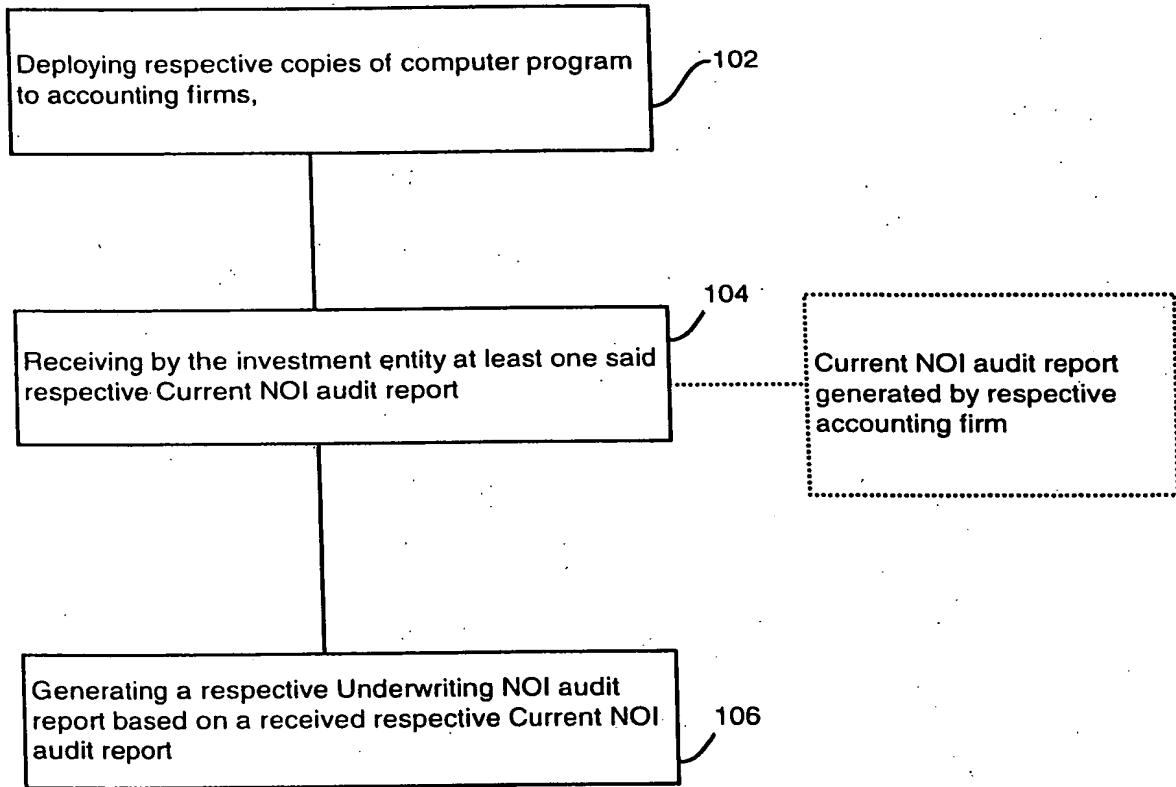 Deploying respective copies of computer program
to accounting firms,
102
104
Receiving by the investment entity at least one said
respective Current NOI audit report
Current NOI audit report
generated by respective
accounting firm
Generating a respective Underwriting NOI audit
report based on a received respective Current NOI
audit report
106